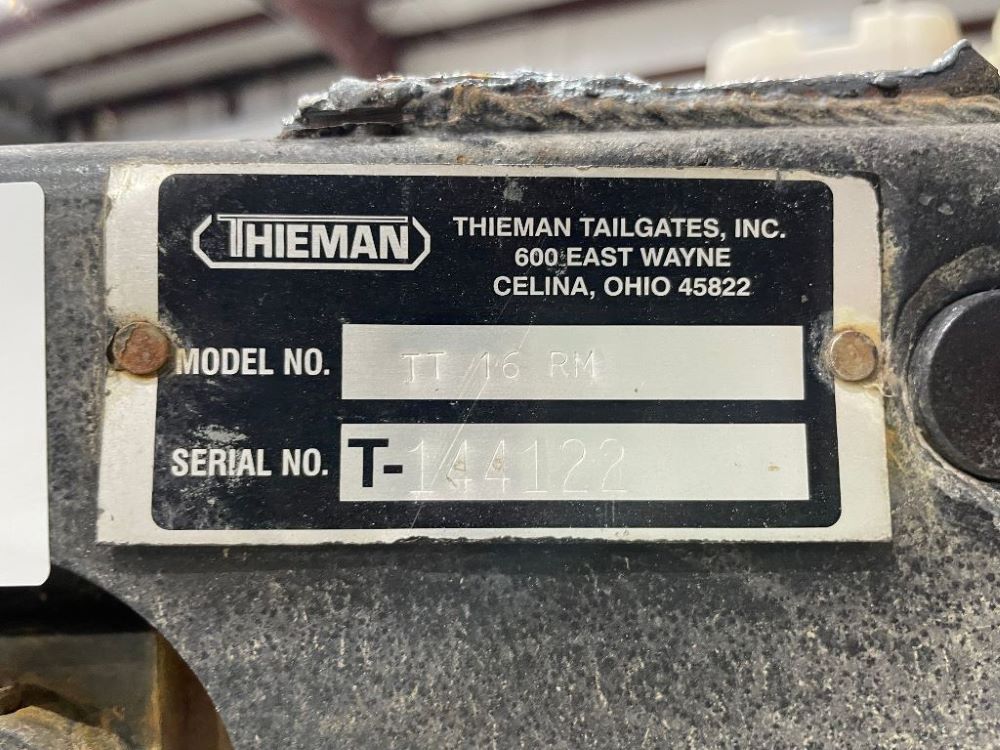 THIEMAN
THIEMAN TAILGATES, INC.
600 EAST WAYNE
CELINA, OHIO 45822
MODEL NO. TT 16 RM
SERIAL NO. T-144122